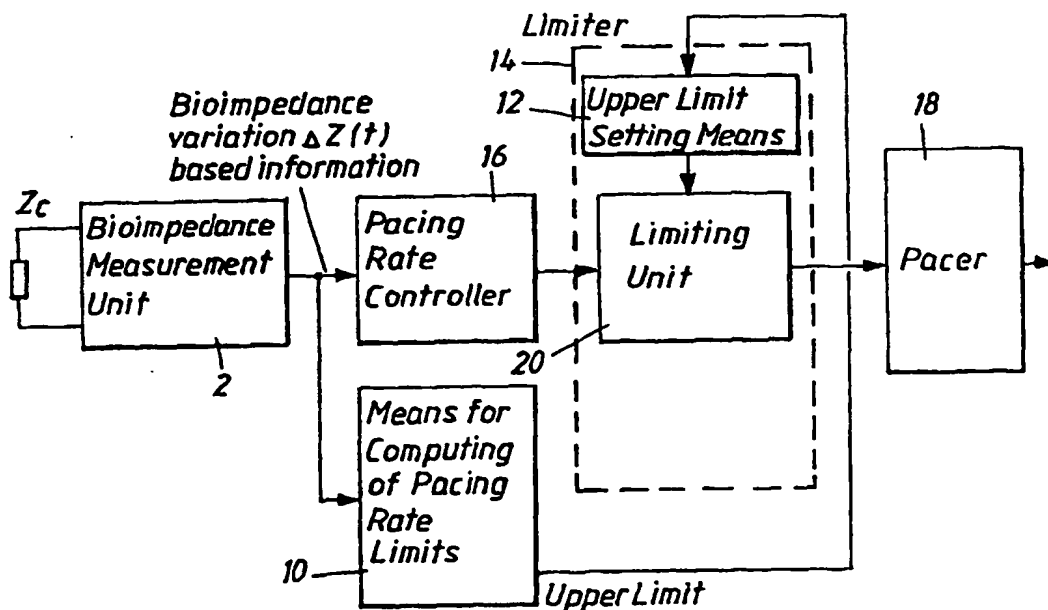 Limiter
14
12
Upper Limit
Setting Means
18
Bioimpedance
variation Δ Z(t)
based information
16
Zc
Bioimpedance
Measurement
Unit
2
Pacing
Rate
Controller
Limiting
Unit
20
Pacer
Means for
Computing
of Pacing
Rate
Limits
10
Upper Limit